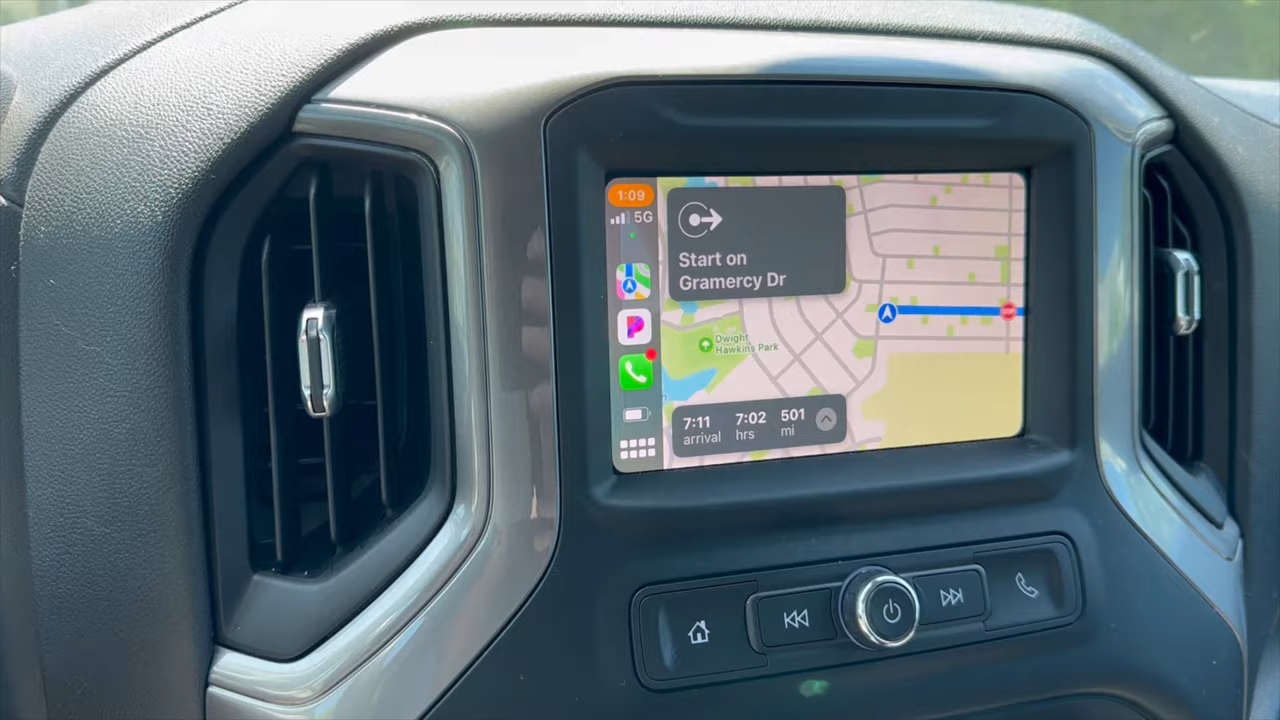 1:09
5G
Start on
Gramercy Dr
Dwight
Hawkins Park
7:11 7:02 501
arrival hrs mi